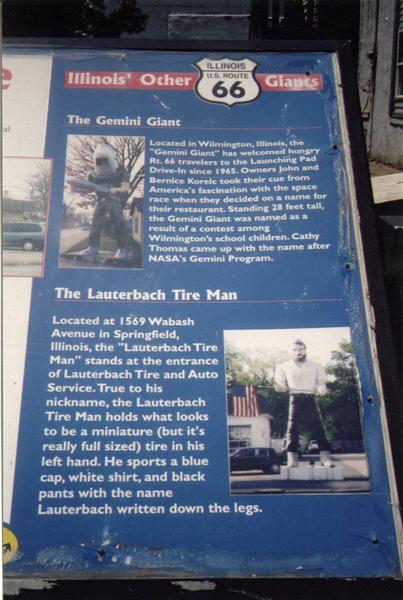 ILLINOIS
U.S. ROUTE
66
Illinois' Other Giants
The Gemini Giant
Located in Wilmington, Illinois, the
"Gemini Giant" has welcomed hungry
Rt. 66 travelers to the Launching Pad
Drive-In since 1965. Owners John and
Bernice Korelc took their cue from
America's fascination with the space
race when they decided on a name for
their restaurant. Standing 28 feet tall,
the Gemini Giant was named as a
result of a contest among
Wilmington's school children. Cathy
Thomas came up with the name after
NASA's Gemini Program.
The Lauterbach Tire Man
Located at 1569 Wabash
Avenue in Springfield,
Illinois, the "Lauterbach Tire
Man" stands at the entrance
of Lauterbach Tire and Auto
Service. True to his
nickname, the Lauterbach
Tire Man holds what looks
to be a miniature (but it's
really full sized) tire in his
left hand. He sports a blue
cap, white shirt, and black
pants with the name
Lauterbach written down the legs.